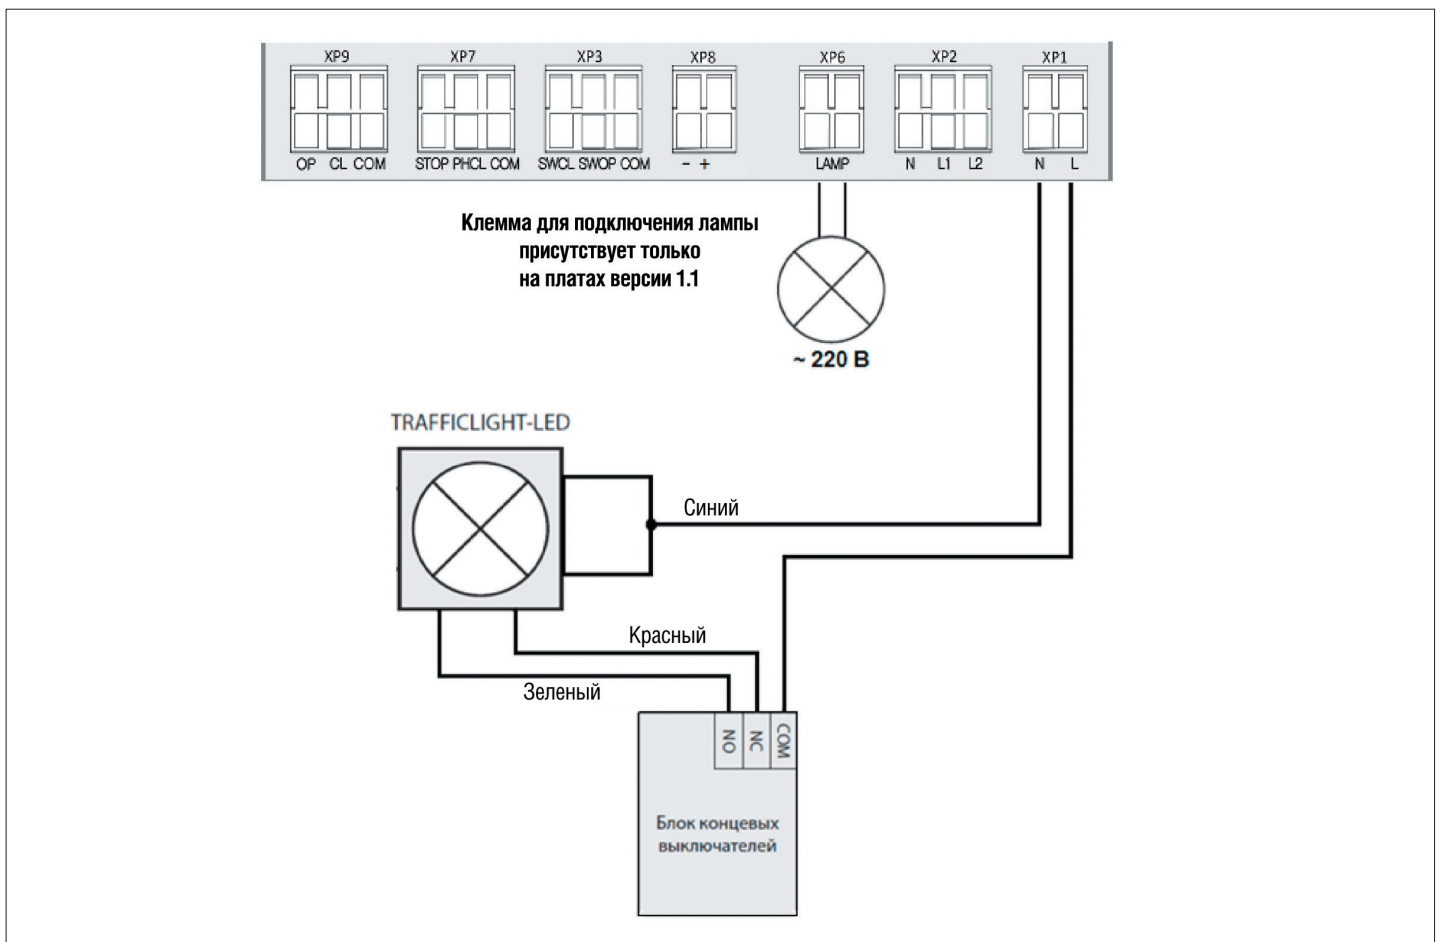 XP9 XP7 XP3 XP8 XP6 XP2 XP1
OP CL COM STOP PHCL COM SWCL SWOP COM - + LAMP N L1 L2 N L
Клемма для подключения лампы
присутствует только
на платах версии 1.1
~ 220 В
TRAFFICLIGHT-LED
Синий
Красный
Зеленый
NO NC COM
Блок концевых
выключателей